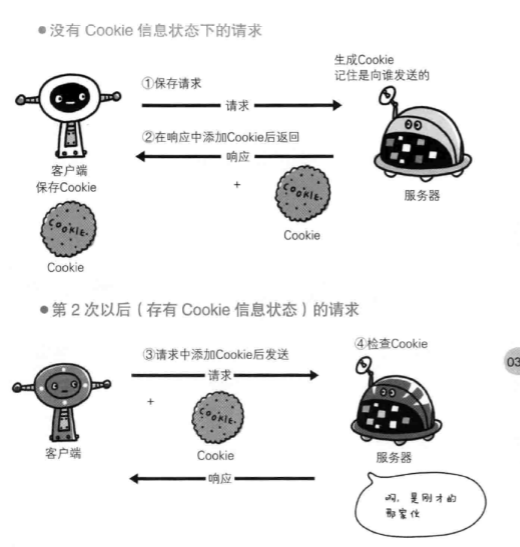 ●没有 Cookie 信息状态下的请求
生成Cookie
记住是向谁发送的
①保存请求
请求
②在响应中添加Cookie后返回
响应
+
客户端
保存Cookie
COOKIE.
COOKIE.
服务器
Cookie
Cookie
●第 2 次以后（存有 Cookie 信息状态）的请求
③请求中添加Cookie后发送
④检查Cookie
03
请求
+
COOKIE.
客户端
Cookie
服务器
响应
啊，是刚才的
那家伙